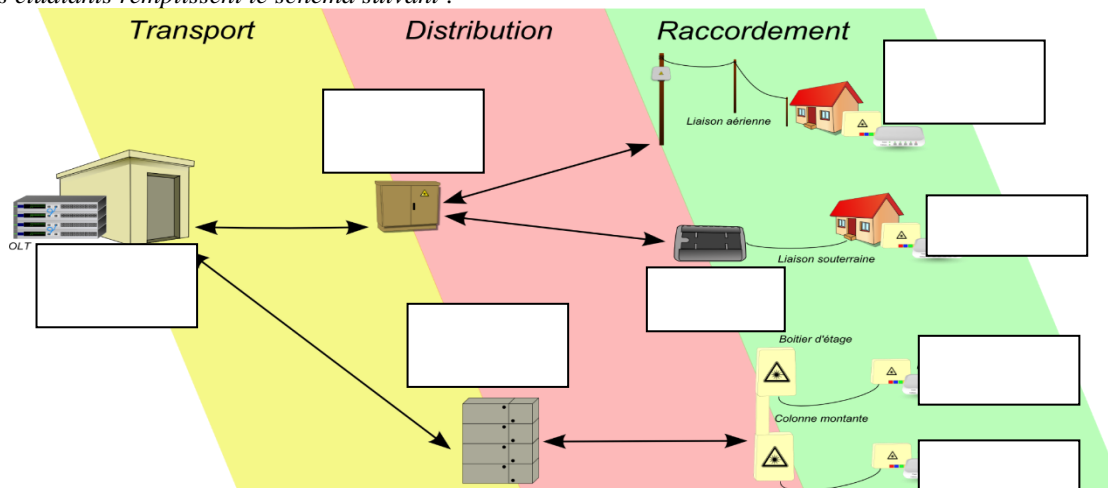 s étudiants remplissent le schéma suivant :
Transport
Distribution
Raccordement
Liaison aérienne
OLT
Liaison souterraine
Boitier d'étage
Colonne montante